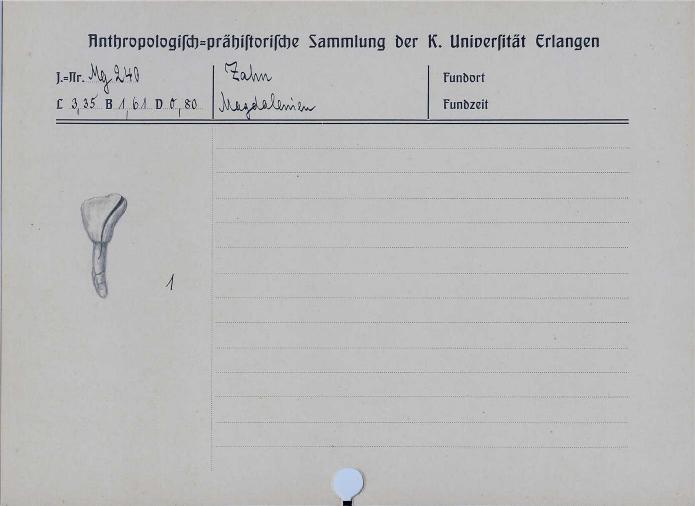 Anthropologisch=prähistorische Sammlung der K. Universität Erlangen
J.=Nr. Mg 240 Zahn Fundort
L 3,35 B 1,61 D 0,80 Magdalenien Fundzeit
1